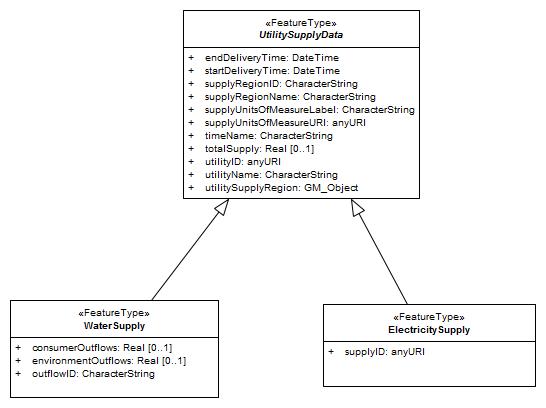 «FeatureType»
UtilitySupplyData
+ endDeliveryTime: DateTime
+ startDeliveryTime: DateTime
+ supplyRegionID: CharacterString
+ supplyRegionName: CharacterString
+ supplyUnitsOfMeasureLabel: CharacterString
+ supplyUnitsOfMeasureURI: anyURI
+ timeName: CharacterString
+ totalSupply: Real [0..1]
+ utilityID: anyURI
+ utilityName: CharacterString
+ utilitySupplyRegion: GM_Object
«FeatureType»
WaterSupply
+ consumerOutflows: Real [0..1]
+ environmentOutflows: Real [0..1]
+ outflowID: CharacterString
«FeatureType»
ElectricitySupply
+ supplyID: anyURI